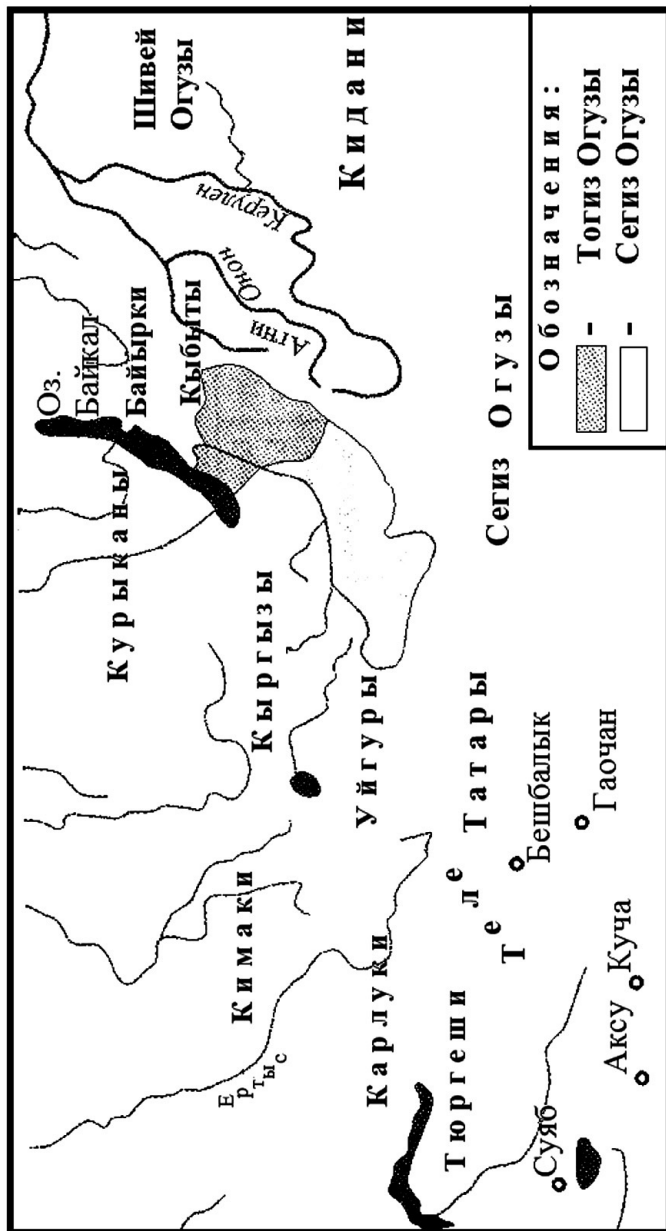 Оз.
Байкал
Байырки
Кыбыты
Курыканы
Шивей
Огузы
Керулен
Онон
Агни
Кидани
Кимаки
Ертыс
Кыргызы
Уйгуры
Карлуки
Тюргеши
Теле
Татары
Сегиз Огузы
Бешбалык
Гаочан
Суяб
Аксу
Куча
Обозначения:
- Тогиз Огузы
- Сегиз Огузы